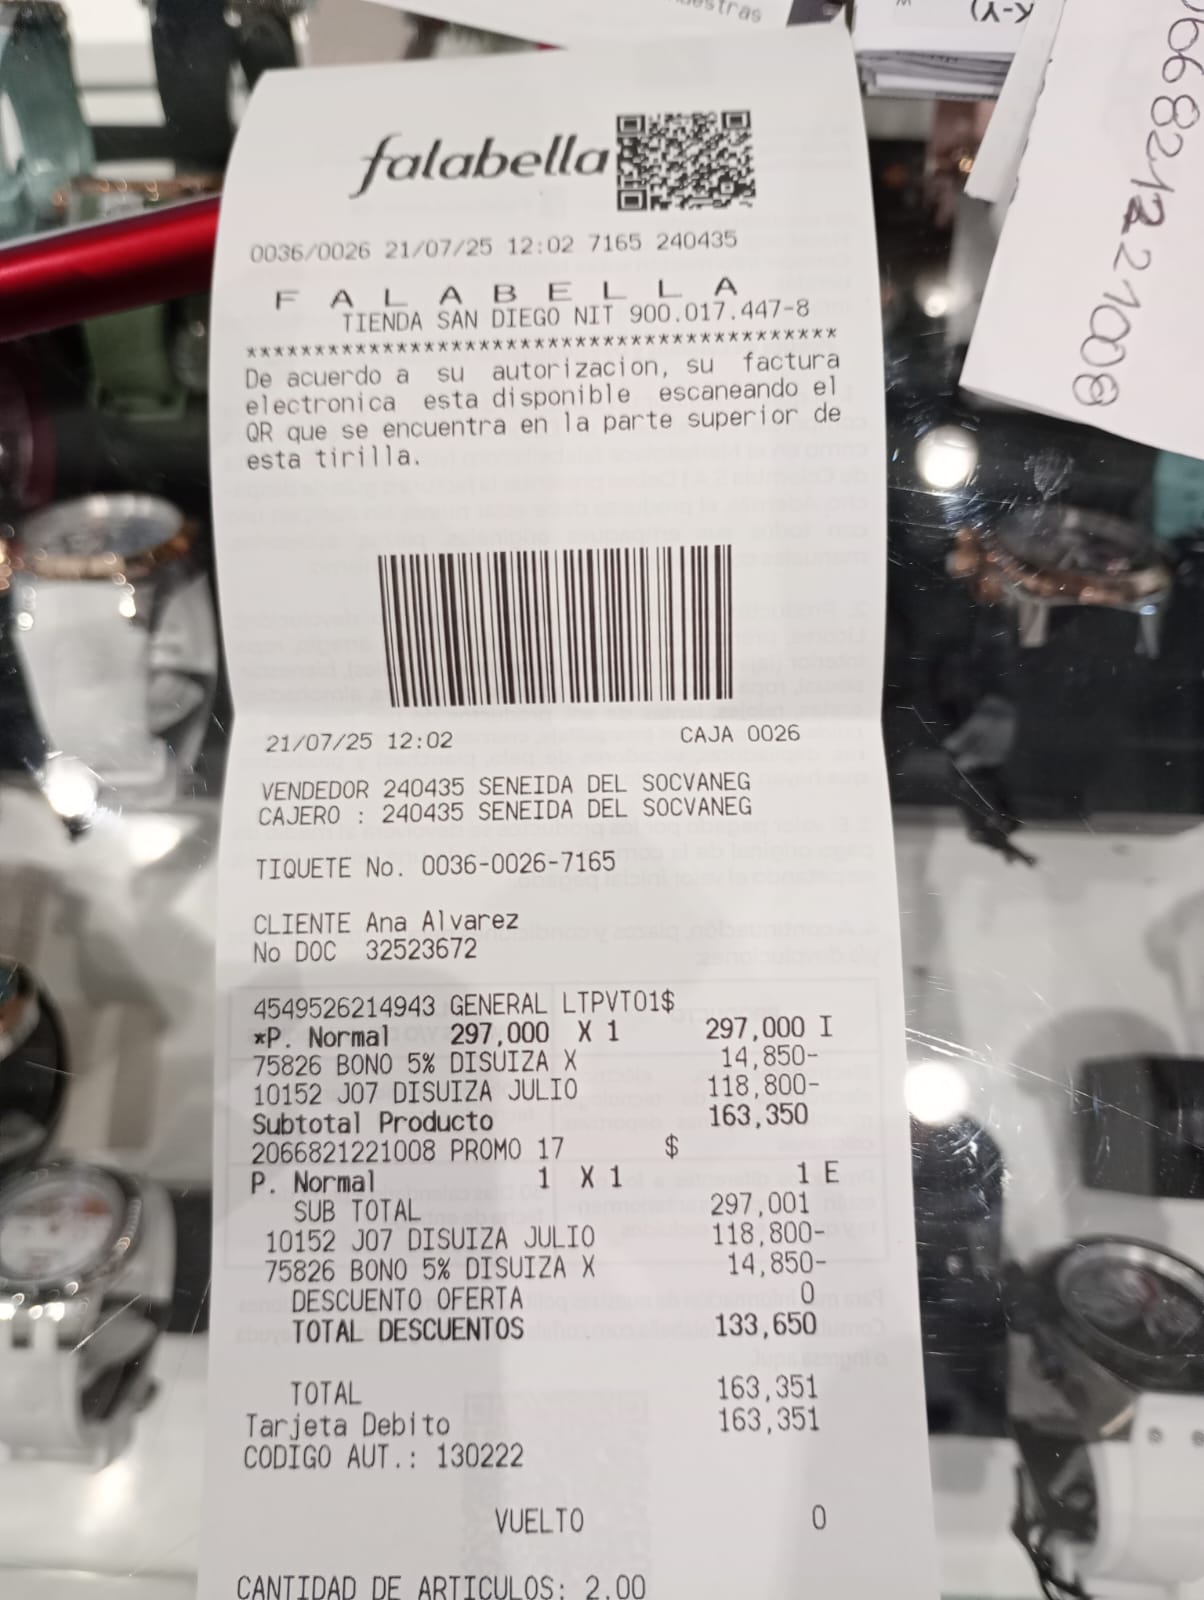 falabella
0036/0026 21/07/25 12:02 7165 240435
F A L A B E L L A
TIENDA SAN DIEGO NIT 900.017.447-8
*******************************************
De acuerdo a su autorizacion, su factura
electronica esta disponible escaneando el
QR que se encuentra en la parte superior de
esta tirilla.
21/07/25 12:02 CAJA 0026
VENDEDOR 240435 SENEIDA DEL SOCVANEG
CAJERO : 240435 SENEIDA DEL SOCVANEG
TIQUETE No. 0036-0026-7165
CLIENTE Ana Alvarez
No DOC 32523672
4549526214943 GENERAL LTPVT01$
*P. Normal 297,000 X 1 297,000 I
75826 BONO 5% DISUIZA X 14,850-
10152 J07 DISUIZA JULIO 118,800-
Subtotal Producto 163,350
2066821221008 PROMO 17 $
P. Normal 1 X 1 1 E
SUB TOTAL 297,001
10152 J07 DISUIZA JULIO 118,800-
75826 BONO 5% DISUIZA X 14,850-
DESCUENTO OFERTA 0
TOTAL DESCUENTOS 133,650
TOTAL 163,351
Tarjeta Debito 163,351
CODIGO AUT.: 130222
VUELTO 0
CANTIDAD DE ARTICULOS: 2.00
K-Y)